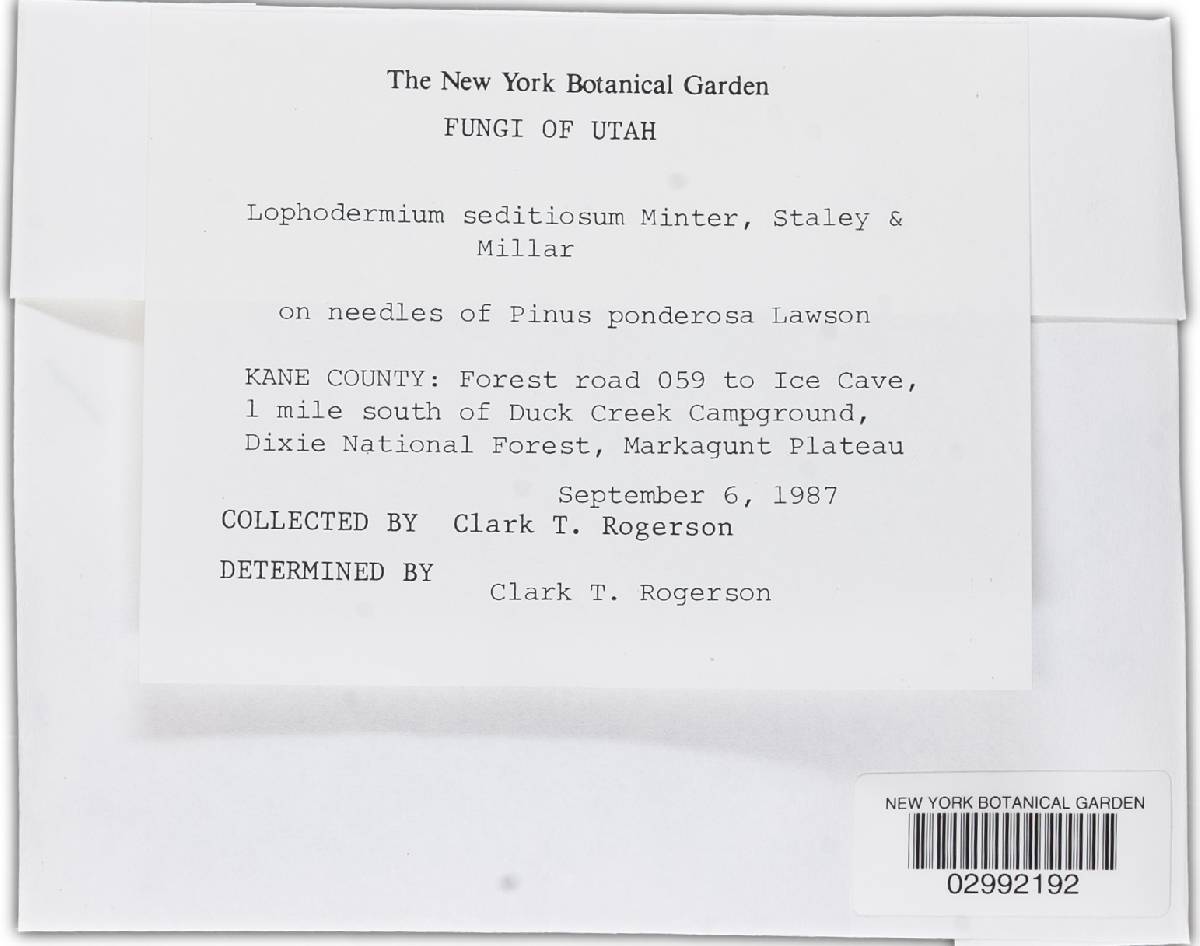 The New York Botanical Garden
FUNGI OF UTAH
Lophodermium seditiosum Minter, Staley &
Millar
on needles of Pinus ponderosa Lawson
KANE COUNTY: Forest road 059 to Ice Cave,
1 mile south of Duck Creek Campground,
Dixie National Forest, Markagunt Plateau
September 6, 1987
COLLECTED BY Clark T. Rogerson
DETERMINED BY
Clark T. Rogerson
NEW YORK BOTANICAL GARDEN
02992192